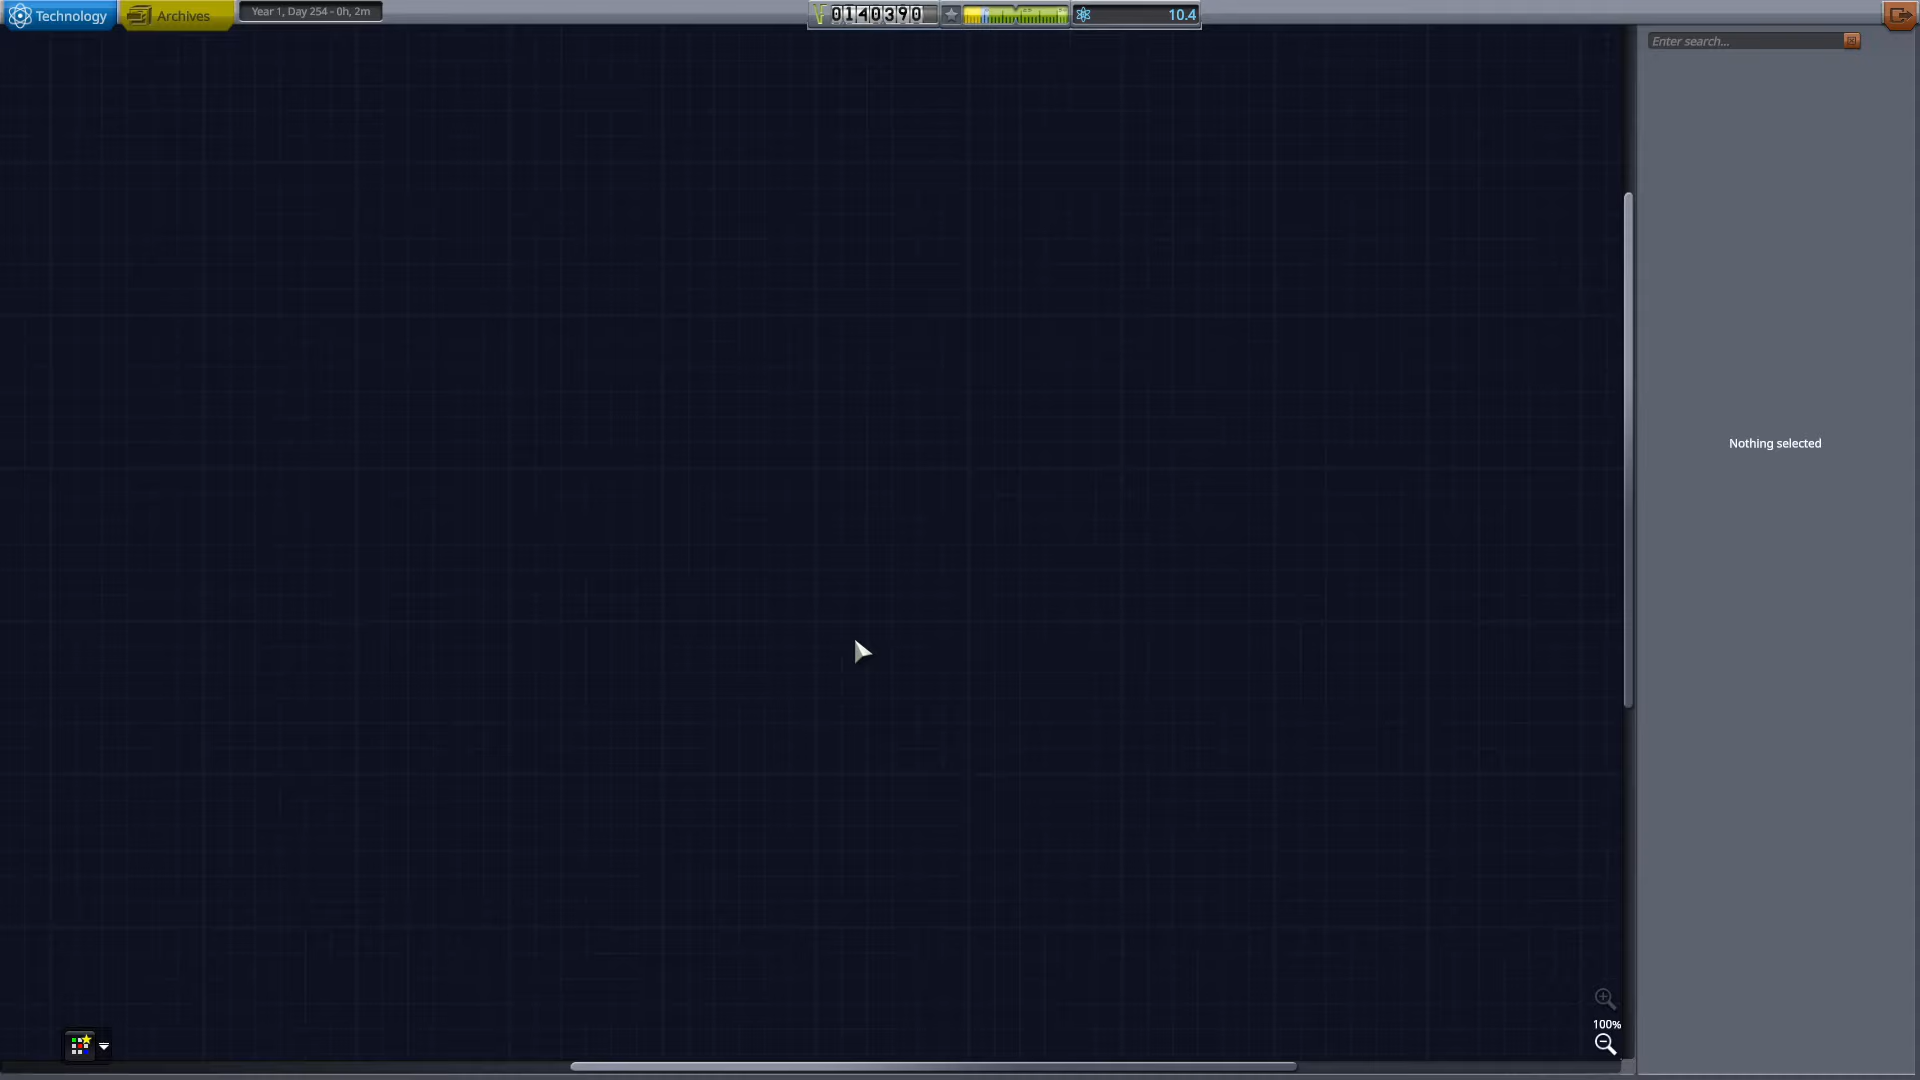 Technology
Archives
Year 1, Day 254 - 0h, 2m
0140390
10.4
Enter search...
Nothing selected
100%